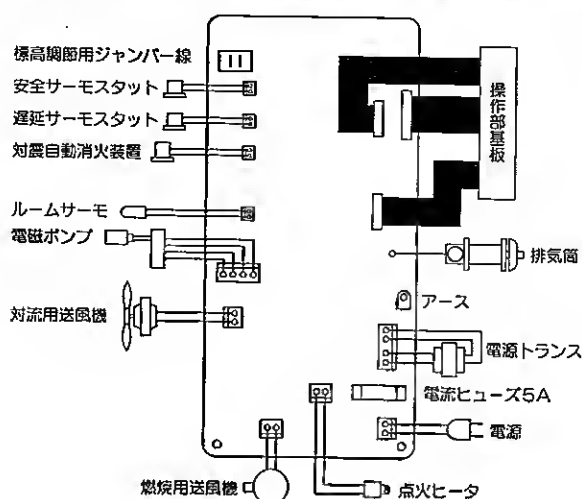 標高調節用ジャンパー線
安全サーモスタット
遅延サーモスタット
対震自動消火装置
ルームサーモ
電磁ポンプ
対流用送風機
操作部基板
排気筒
アース
電源トランス
電流ヒューズ5A
電源
燃焼用送風機
点火ヒータ